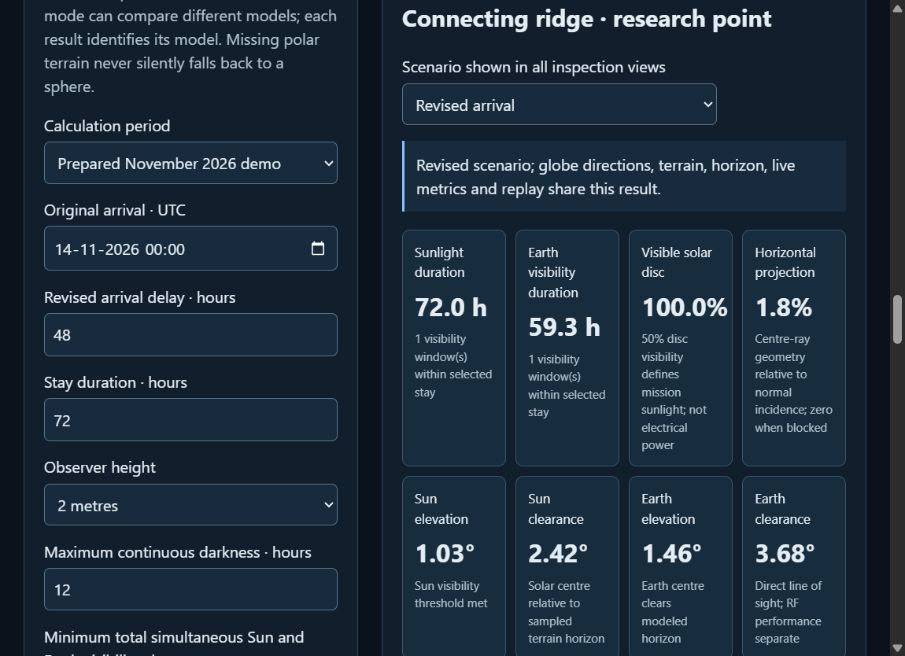 mode can compare different models; each
result identifies its model. Missing polar
terrain never silently falls back to a
sphere.
Calculation period
Prepared November 2026 demo
Original arrival · UTC
14-11-2026 00:00
Revised arrival delay · hours
48
Stay duration · hours
72
Observer height
2 metres
Maximum continuous darkness · hours
12
Minimum total simultaneous Sun and
Connecting ridge · research point
Scenario shown in all inspection views
Revised arrival
Revised scenario; globe directions, terrain, horizon, live
metrics and replay share this result.
Sunlight
duration
72.0 h
1 visibility
window(s)
within selected
stay
Earth
visibility
duration
59.3 h
1 visibility
window(s)
within selected
stay
Visible solar
disc
100.0%
50% disc
visibility
defines
mission
sunlight; not
electrical
power
Horizontal
projection
1.8%
Centre-ray
geometry
relative to
normal
incidence; zero
when blocked
Sun
elevation
1.03°
Sun visibility
threshold met
Sun
clearance
2.42°
Solar centre
relative to
sampled
terrain horizon
Earth
elevation
1.46°
Earth centre
clears
modeled
horizon
Earth
clearance
3.68°
Direct line of
sight; RF
performance
separate